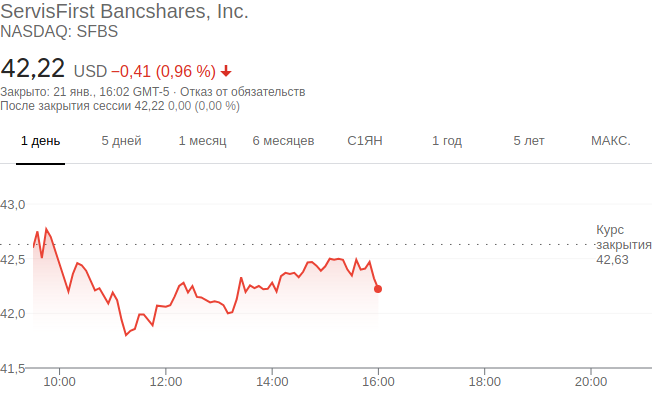 ServisFirst Bancshares, Inc.
NASDAQ: SFBS
42,22 USD −0,41 (0,96 %)
Закрыто: 21 янв., 16:02 GMT-5 · Отказ от обязательств
После закрытия сессии 42,22 0,00 (0,00 %)
1 день 5 дней 1 месяц 6 месяцев С1ЯН 1 год 5 лет МАКС.
43,0
Курс
закрытия
42,63
42,5
42,0
41,5
10:00 12:00 14:00 16:00 18:00 20:00